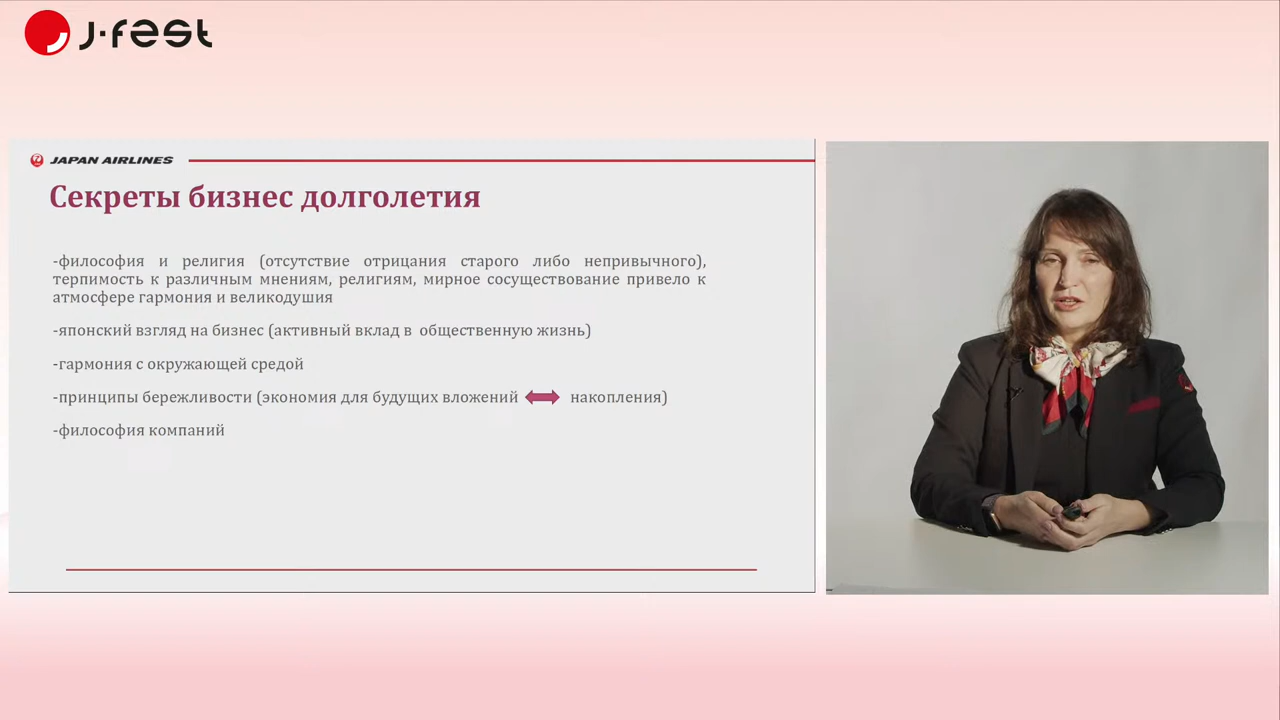 J-fest
JAPAN AIRLINES
Секреты бизнес долголетия
-философия и религия (отсутствие отрицания старого либо непривычного),
терпимость к различным мнениям, религиям, мирное сосуществование привело к
атмосфере гармония и великодушия
-японский взгляд на бизнес (активный вклад в общественную жизнь)
-гармония с окружающей средой
-принципы бережливости (экономия для будущих вложений накопления)
-философия компаний